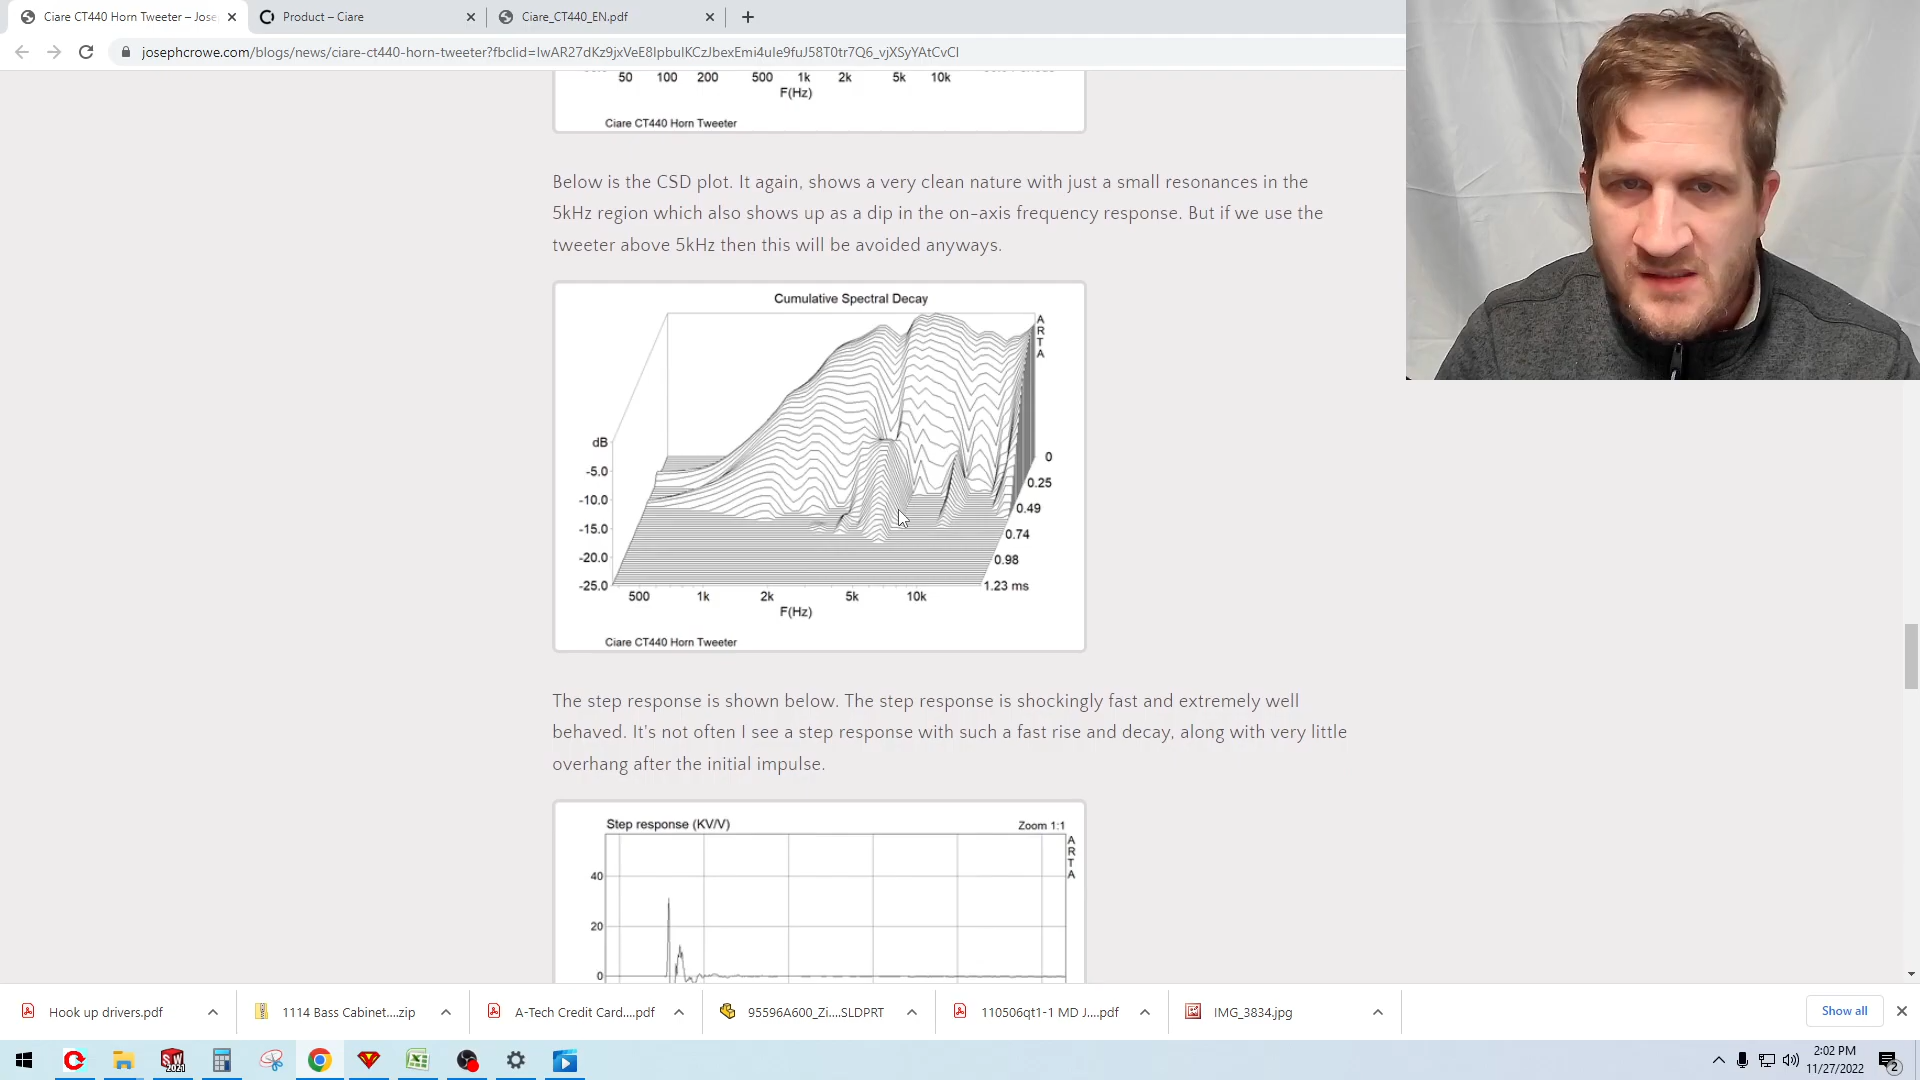 Ciare CT440 Horn Tweeter – Jose
Product – Ciare
Ciare_CT440_EN.pdf
josephcrowe.com/blogs/news/ciare-ct440-horn-tweeter?fbclid=IwAR27dKz9jxVeE8IpbulKCzJbexEmi4uIe9fuJ58T0tr7Q6_vjXSyYAtCvCI
50 100 200 500 1k 2k 5k 10k
F(Hz)
Ciare CT440 Horn Tweeter
Below is the CSD plot. It again, shows a very clean nature with just a small resonances in the
5kHz region which also shows up as a dip in the on-axis frequency response. But if we use the
tweeter above 5kHz then this will be avoided anyways.
Cumulative Spectral Decay
A
R
T
A
dB
-5.0
-10.0
-15.0
-20.0
-25.0
0
0.25
0.49
0.74
0.98
1.23 ms
500 1k 2k 5k 10k
F(Hz)
Ciare CT440 Horn Tweeter
The step response is shown below. The step response is shockingly fast and extremely well
behaved. It's not often I see a step response with such a fast rise and decay, along with very little
overhang after the initial impulse.
Step response (KV/V)
Zoom 1:1
A
R
T
A
40
20
0
Hook up drivers.pdf
1114 Bass Cabinet....zip
A-Tech Credit Card....pdf
95596A600_Zi....SLDPRT
110506qt1-1 MD J....pdf
IMG_3834.jpg
Show all
SW
2021
2:02 PM
11/27/2022
2